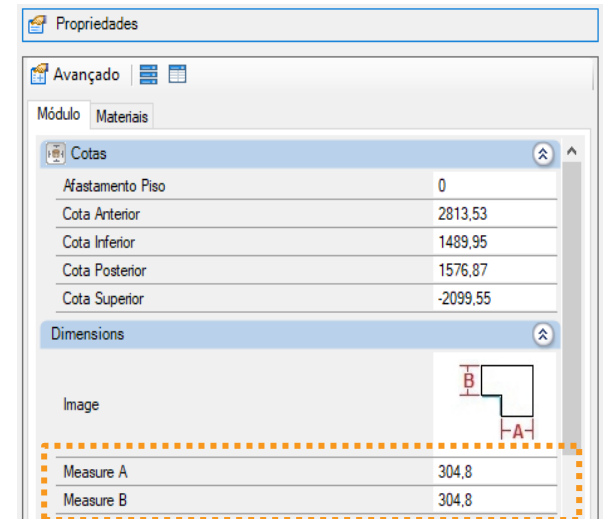 Propriedades
Avançado
Módulo Materiais
Cotas
Afastamento Piso 0
Cota Anterior 2813,53
Cota Inferior 1489,95
Cota Posterior 1576,87
Cota Superior -2099,55
Dimensions
B
Image
A
Measure A 304,8
Measure B 304,8